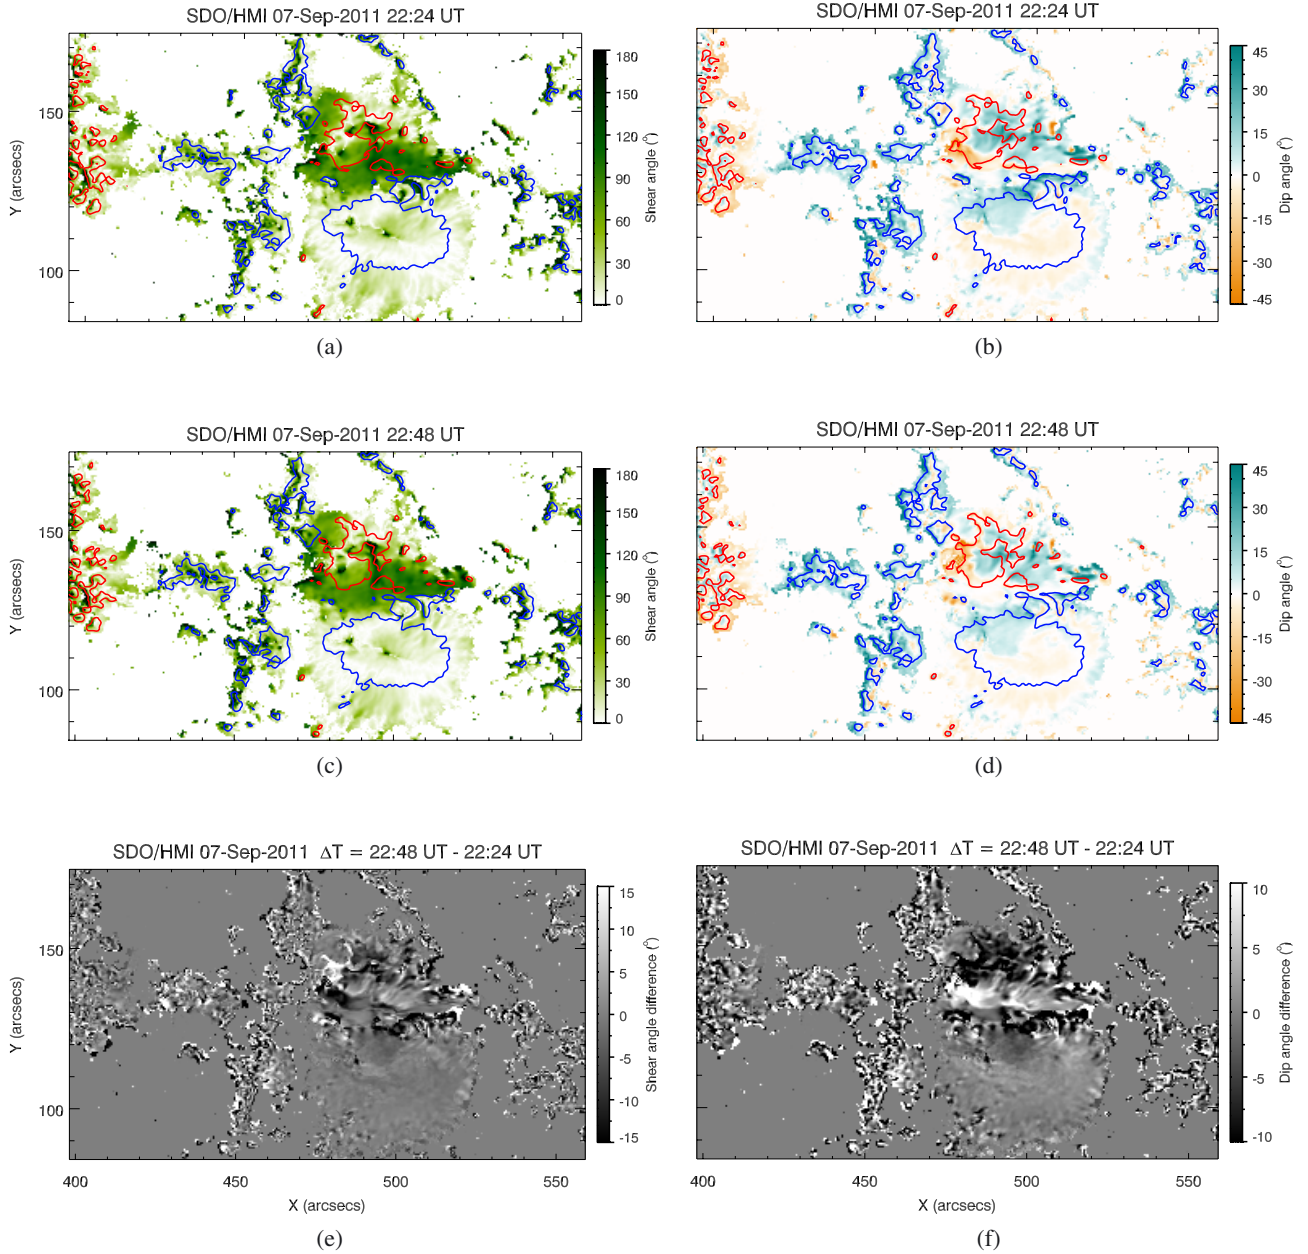 SDO/HMI 07-Sep-2011 22:24 UT
150
100
Y (arcsecs)
180
150
120
90
60
30
0
Shear angle (°)
(a)
SDO/HMI 07-Sep-2011 22:24 UT
45
30
15
0
-15
-30
-45
Dip angle (°)
(b)
SDO/HMI 07-Sep-2011 22:48 UT
150
100
Y (arcsecs)
180
150
120
90
60
30
0
Shear angle (°)
(c)
SDO/HMI 07-Sep-2011 22:48 UT
45
30
15
0
-15
-30
-45
Dip angle (°)
(d)
SDO/HMI 07-Sep-2011 ΔT = 22:48 UT - 22:24 UT
150
100
Y (arcsecs)
400 450 500 550
X (arcsecs)
15
10
5
0
-5
-10
-15
Shear angle difference (°)
(e)
SDO/HMI 07-Sep-2011 ΔT = 22:48 UT - 22:24 UT
400 450 500 550
X (arcsecs)
10
5
0
-5
-10
Dip angle difference (°)
(f)